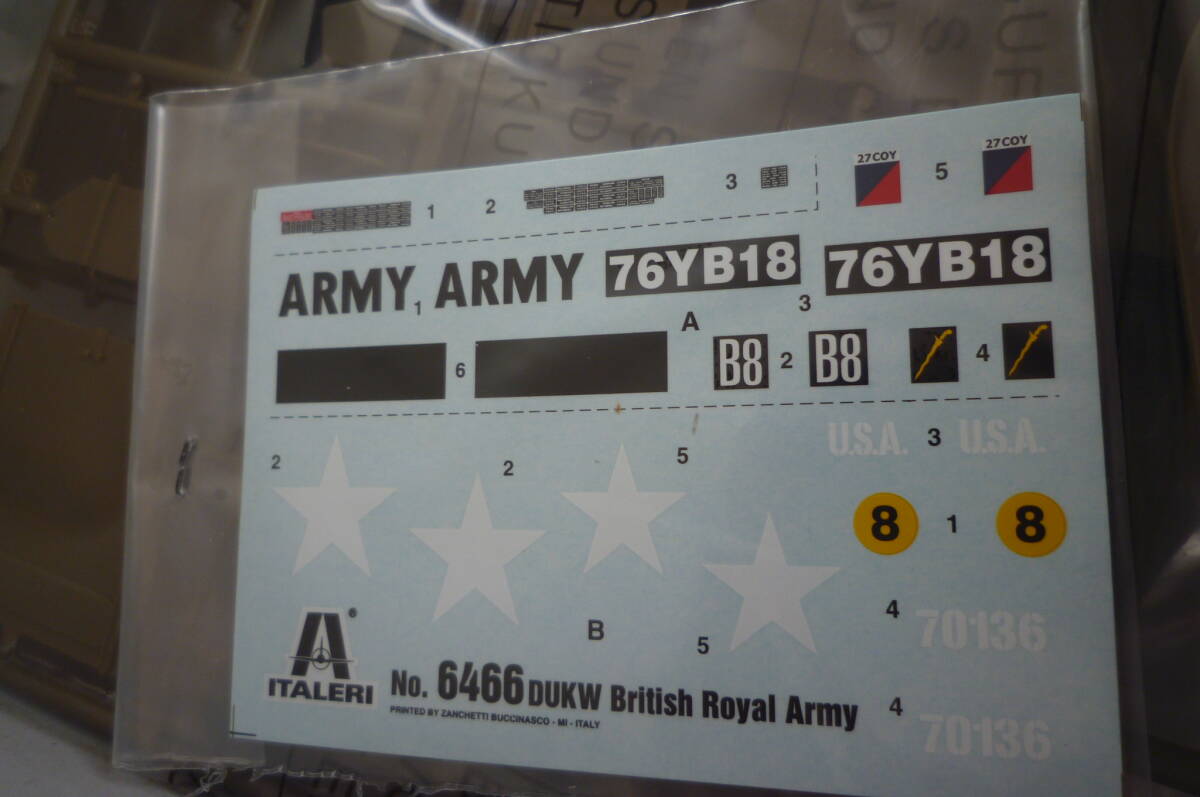 1 2 3 27COY 5 27COY
ARMY 1 ARMY 76YB18 3 76YB18
6 A B8 2 B8 4
2 2 5 U.S.A. 3 U.S.A.
8 1 8
B 5 4 70136
ITALERI ®
No. 6466 DUKW British Royal Army
PRINTED BY ZANCHETTI BUCCINASCO - MI - ITALY
4 70136